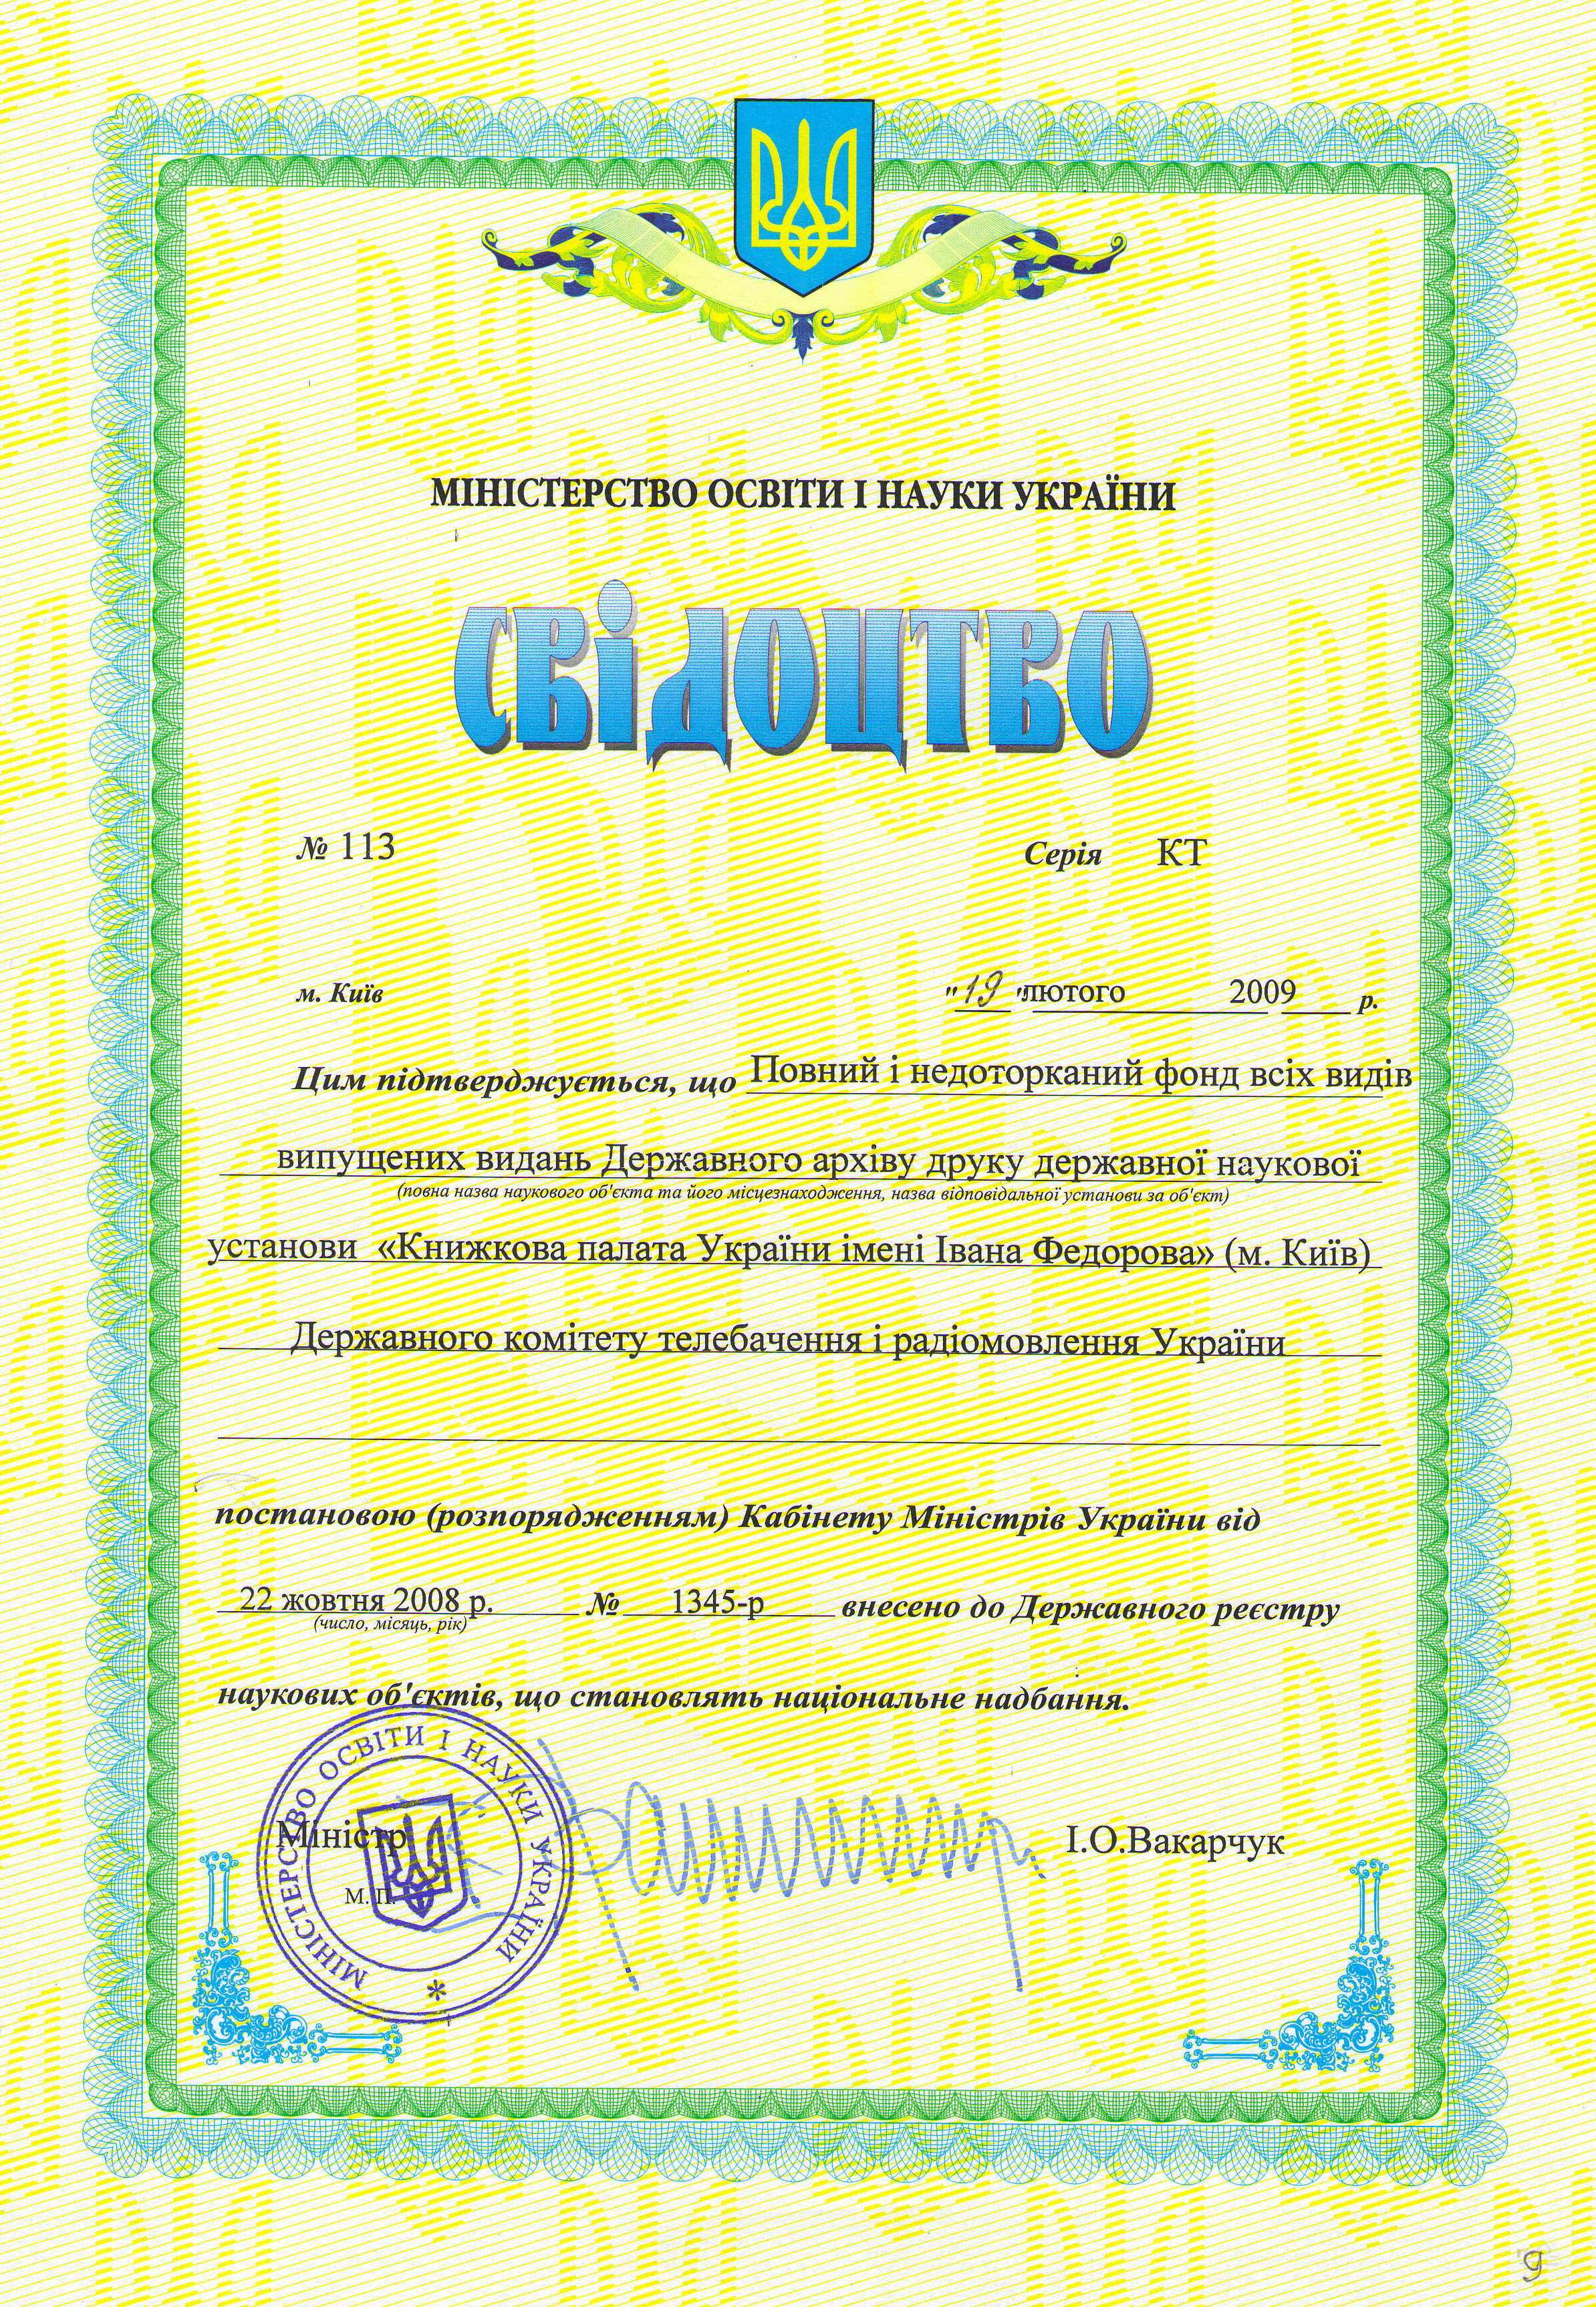 МІНІСТЕРСТВО ОСВІТИ І НАУКИ УКРАЇНИ
СВІДОЦТВО
№ 113 Серія КТ
м. Київ "19" лютого 2009 р.
Цим підтверджується, що Повний і недоторканий фонд всіх видів
випущених видань Державного архіву друку державної наукової
(повна назва наукового об'єкта та його місцезнаходження, назва відповідальної установи за об'єкт)
установи «Книжкова палата України імені Івана Федорова» (м. Київ)
Державного комітету телебачення і радіомовлення України
постановою (розпорядженням) Кабінету Міністрів України від
22 жовтня 2008 р. № 1345-р внесено до Державного реєстру
(число, місяць, рік)
наукових об'єктів, що становлять національне надбання.
МІНІСТЕРСТВО ОСВІТИ І НАУКИ УКРАЇНИ *
Міністр І.О.Вакарчук
М. П.